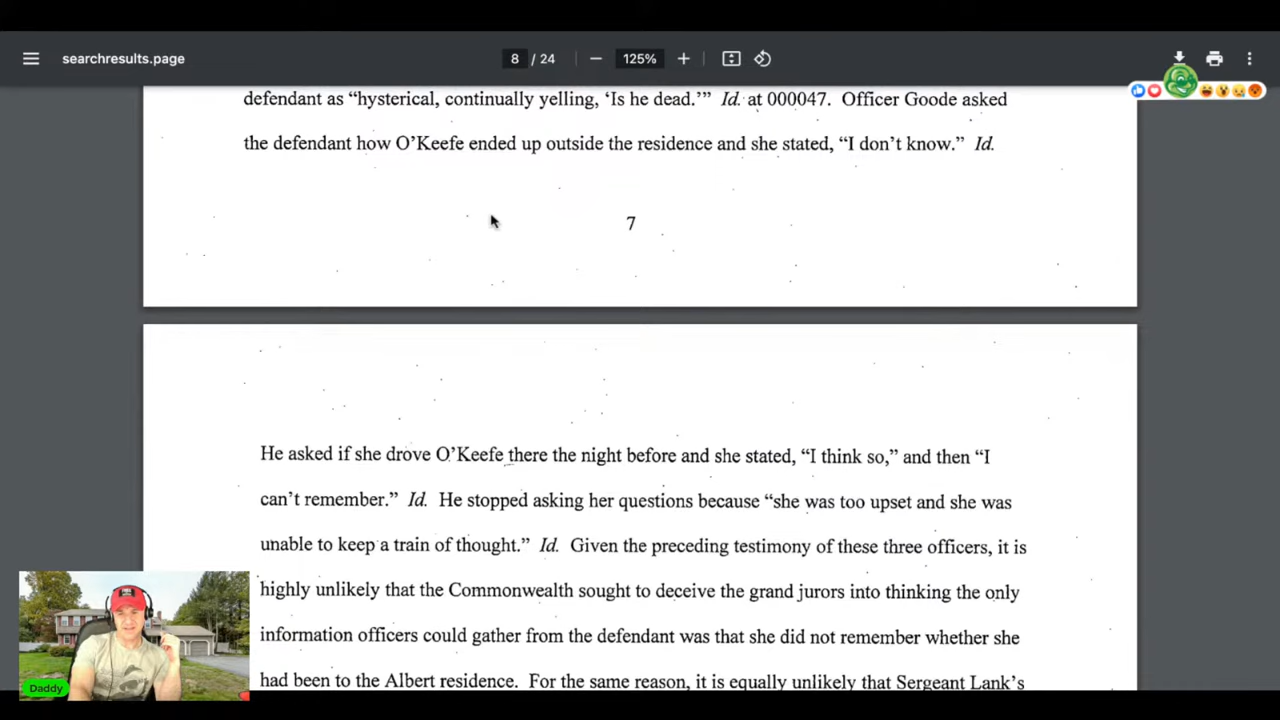 searchresults.page
8 / 24
125%
defendant as “hysterical, continually yelling, ‘Is he dead.’” Id. at 000047. Officer Goode asked
the defendant how O’Keefe ended up outside the residence and she stated, “I don’t know.” Id.
7
He asked if she drove O’Keefe there the night before and she stated, “I think so,” and then “I
can’t remember.” Id. He stopped asking her questions because “she was too upset and she was
unable to keep a train of thought.” Id. Given the preceding testimony of these three officers, it is
highly unlikely that the Commonwealth sought to deceive the grand jurors into thinking the only
information officers could gather from the defendant was that she did not remember whether she
had been to the Albert residence. For the same reason, it is equally unlikely that Sergeant Lank’s
Daddy